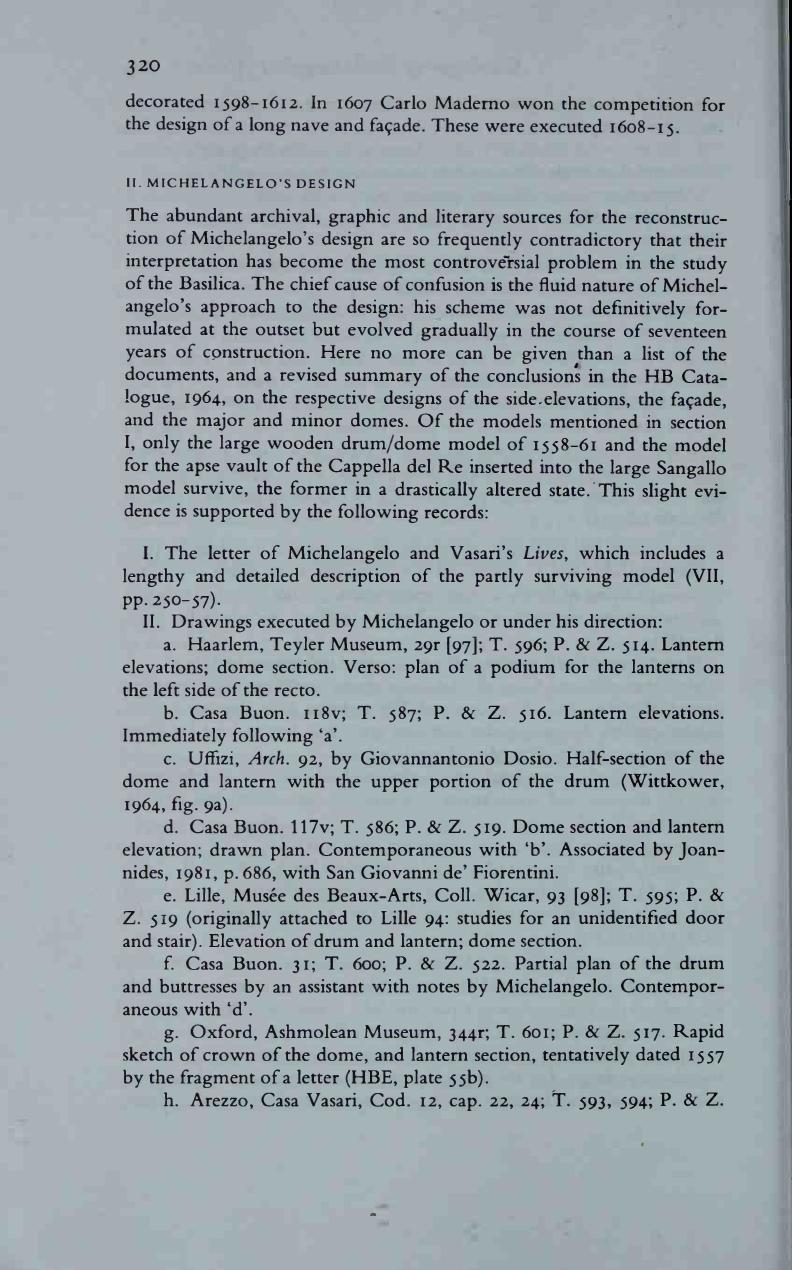 320
decorated 1598–1612. In 1607 Carlo Maderno won the competition for
the design of a long nave and façade. These were executed 1608–15.
II. MICHELANGELO'S DESIGN
The abundant archival, graphic and literary sources for the reconstruc-
tion of Michelangelo's design are so frequently contradictory that their
interpretation has become the most controversial problem in the study
of the Basilica. The chief cause of confusion is the fluid nature of Michel-
angelo's approach to the design: his scheme was not definitively for-
mulated at the outset but evolved gradually in the course of seventeen
years of construction. Here no more can be given than a list of the
documents, and a revised summary of the conclusions in the HB Cata-
logue, 1964, on the respective designs of the side elevations, the façade,
and the major and minor domes. Of the models mentioned in section
I, only the large wooden drum/dome model of 1558–61 and the model
for the apse vault of the Cappella del Re inserted into the large Sangallo
model survive, the former in a drastically altered state. This slight evi-
dence is supported by the following records:
I. The letter of Michelangelo and Vasari's Lives, which includes a
lengthy and detailed description of the partly surviving model (VII,
pp. 250–57).
II. Drawings executed by Michelangelo or under his direction:
a. Haarlem, Teyler Museum, 29r [97]; T. 596; P. & Z. 514. Lantern
elevations; dome section. Verso: plan of a podium for the lanterns on
the left side of the recto.
b. Casa Buon. 118v; T. 587; P. & Z. 516. Lantern elevations.
Immediately following 'a'.
c. Uffizi, Arch. 92, by Giovannantonio Dosio. Half-section of the
dome and lantern with the upper portion of the drum (Wittkower,
1964, fig. 9a).
d. Casa Buon. 117v; T. 586; P. & Z. 519. Dome section and lantern
elevation; drawn plan. Contemporaneous with 'b'. Associated by Joan-
nides, 1981, p. 686, with San Giovanni de' Fiorentini.
e. Lille, Musée des Beaux-Arts, Coll. Wicar, 93 [98]; T. 595; P. &
Z. 519 (originally attached to Lille 94: studies for an unidentified door
and stair). Elevation of drum and lantern; dome section.
f. Casa Buon. 31; T. 600; P. & Z. 522. Partial plan of the drum
and buttresses by an assistant with notes by Michelangelo. Contempor-
aneous with 'd'.
g. Oxford, Ashmolean Museum, 344r; T. 601; P. & Z. 517. Rapid
sketch of crown of the dome, and lantern section, tentatively dated 1557
by the fragment of a letter (HBE, plate 55b).
h. Arezzo, Casa Vasari, Cod. 12, cap. 22, 24; T. 593, 594; P. & Z.